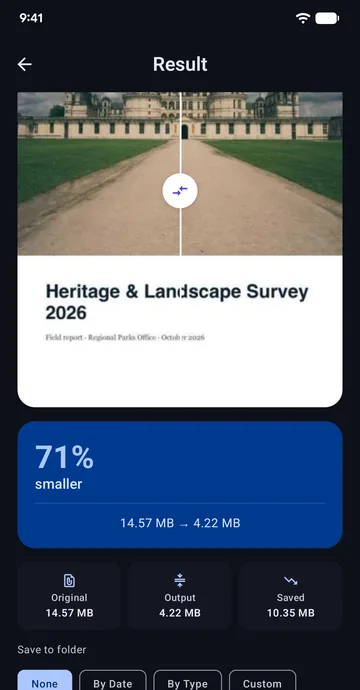 9:41
Result
Heritage & Landscape Survey
2026
Field report - Regional Parks Office - October 2026
71%
smaller
14.57 MB → 4.22 MB
Original
Output
Saved
14.57 MB
4.22 MB
10.35 MB
Save to folder
None
By Date
By Type
Custom